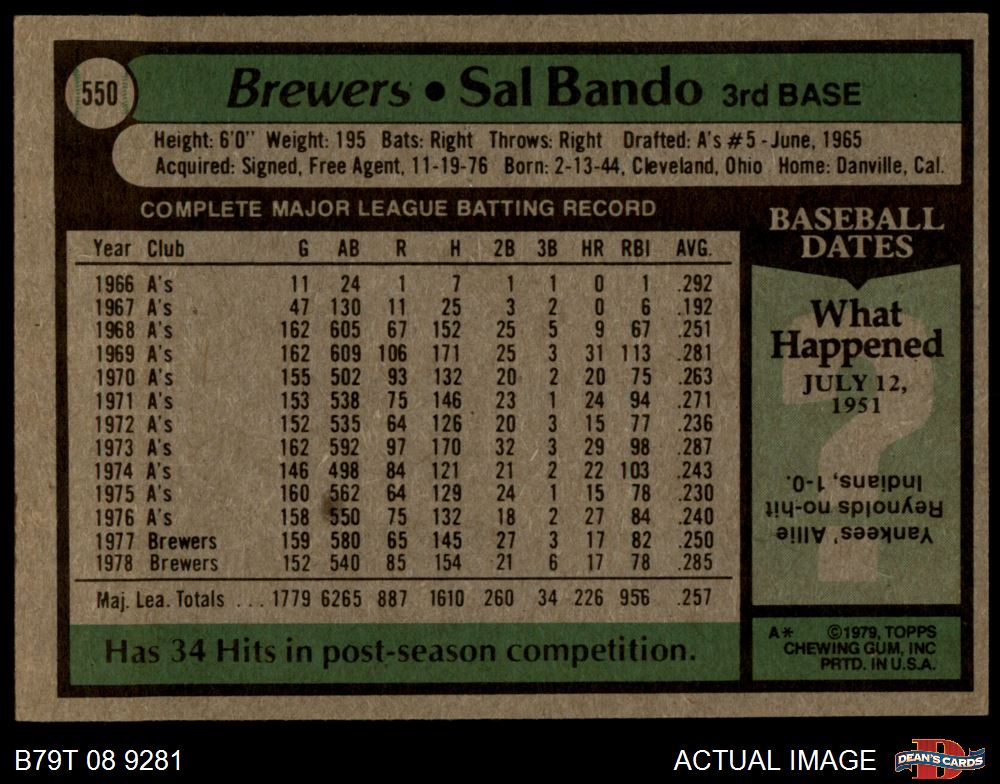 550
Brewers • Sal Bando 3rd BASE
Height: 6'0" Weight: 195 Bats: Right Throws: Right Drafted: A's #5 - June, 1965
Acquired: Signed, Free Agent, 11-19-76 Born: 2-13-44, Cleveland, Ohio Home: Danville, Cal.
COMPLETE MAJOR LEAGUE BATTING RECORD
Year Club G AB R H 2B 3B HR RBI AVG.
1966 A's 11 24 1 7 1 1 0 1 .292
1967 A's 47 130 11 25 3 2 0 6 .192
1968 A's 162 605 67 152 25 5 9 67 .251
1969 A's 162 609 106 171 25 3 31 113 .281
1970 A's 155 502 93 132 20 2 20 75 .263
1971 A's 153 538 75 146 23 1 24 94 .271
1972 A's 152 535 64 126 20 3 15 77 .236
1973 A's 162 592 97 170 32 3 29 98 .287
1974 A's 146 498 84 121 21 2 22 103 .243
1975 A's 160 562 64 129 24 1 15 78 .230
1976 A's 158 550 75 132 18 2 27 84 .240
1977 Brewers 159 580 65 145 27 3 17 82 .250
1978 Brewers 152 540 85 154 21 6 17 78 .285
Maj. Lea. Totals ... 1779 6265 887 1610 260 34 226 956 .257
Has 34 Hits in post-season competition.
BASEBALL
DATES
What
Happened
JULY 12,
1951
Yankees' Allie
Reynolds no-hit
Indians, 1-0.
A* ©1979, TOPPS
CHEWING GUM, INC
PRTD. IN U.S.A.
B79T 08 9281
ACTUAL IMAGE
DEAN'S CARDS